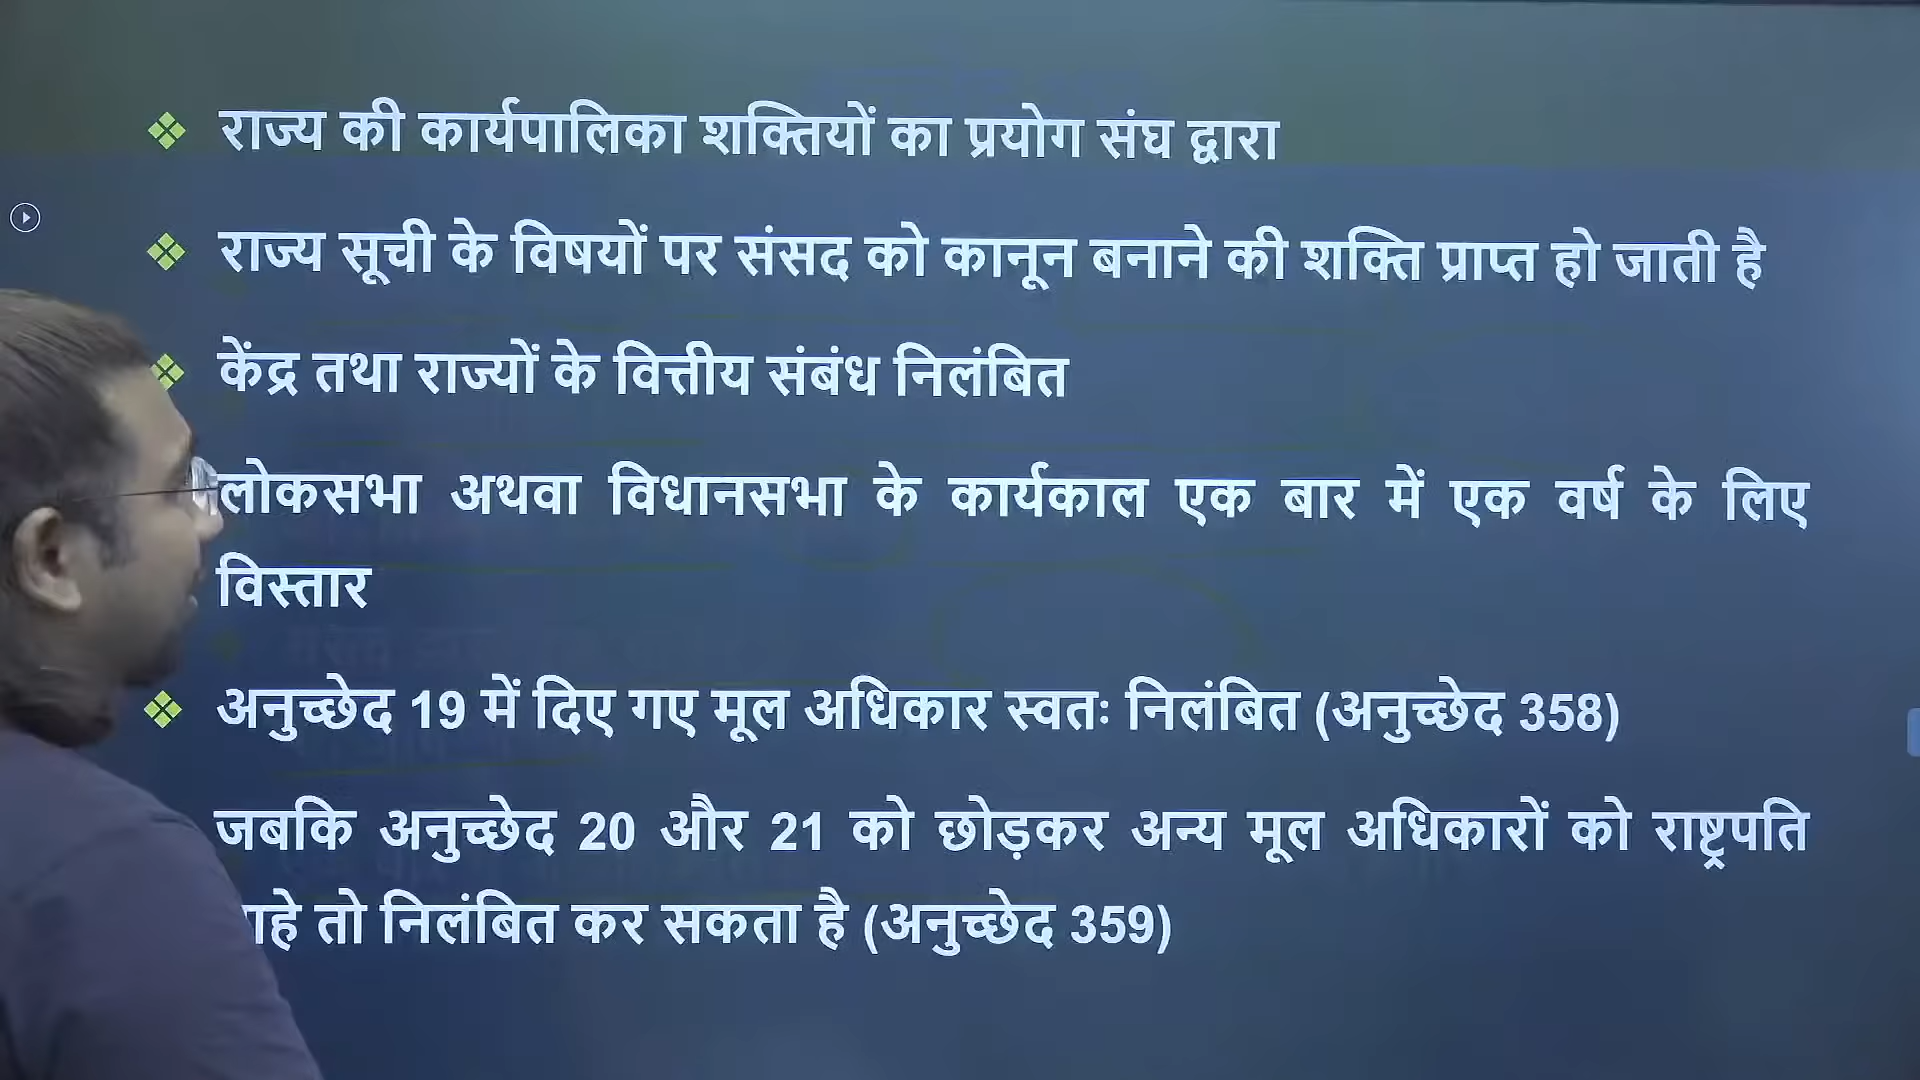 राज्य की कार्यपालिका शक्तियों का प्रयोग संघ द्वारा
राज्य सूची के विषयों पर संसद को कानून बनाने की शक्ति प्राप्त हो जाती है
केंद्र तथा राज्यों के वित्तीय संबंध निलंबित
लोकसभा अथवा विधानसभा के कार्यकाल एक बार में एक वर्ष के लिए
विस्तार
अनुच्छेद 19 में दिए गए मूल अधिकार स्वतः निलंबित (अनुच्छेद 358)
जबकि अनुच्छेद 20 और 21 को छोड़कर अन्य मूल अधिकारों को राष्ट्रपति
तो निलंबित कर सकता है (अनुच्छेद 359)